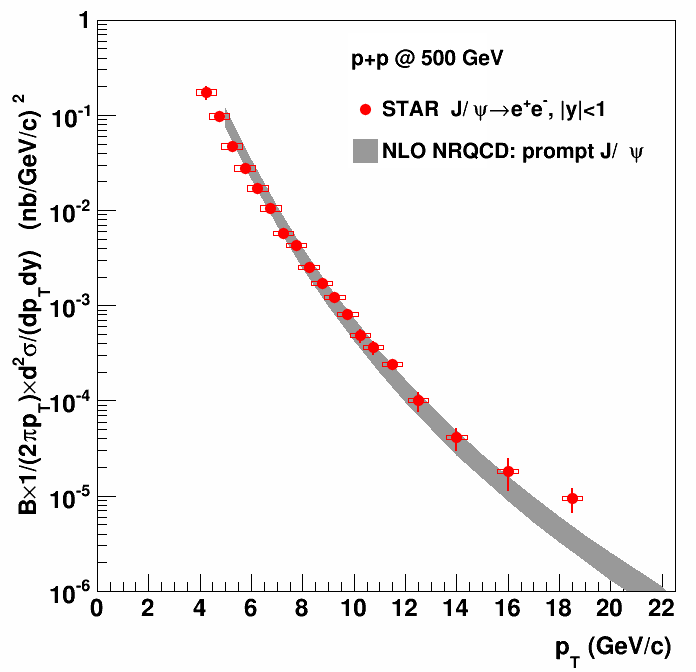 p+p @ 500 GeV
STAR J/ ψ→e⁺e⁻, |y|<1
NLO NRQCD: prompt J/ ψ
B×1/(2πp_T)×d²σ/(dp_Tdy) (nb/GeV/c)²
1
10⁻¹
10⁻²
10⁻³
10⁻⁴
10⁻⁵
10⁻⁶
0 2 4 6 8 10 12 14 16 18 20 22
p_T (GeV/c)